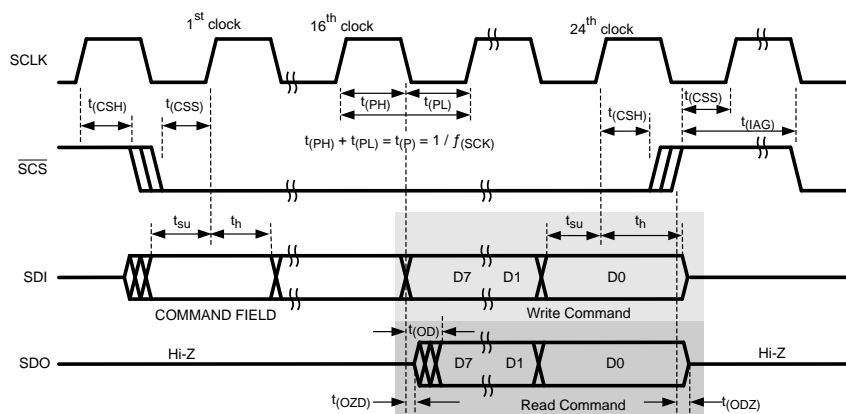 1st clock
16th clock
24th clock
SCLK
t(CSH)
t(CSS)
t(PH)
t(PL)
t(CSH)
t(CSS)
t(IAG)
t(PH) + t(PL) = t(P) = 1 / f(SCK)
SCS
tsu
th
tsu
th
SDI
D7
D1
D0
COMMAND FIELD
Write Command
t(OD)
SDO
Hi-Z
D7
D1
D0
Hi-Z
t(OZD)
Read Command
t(ODZ)